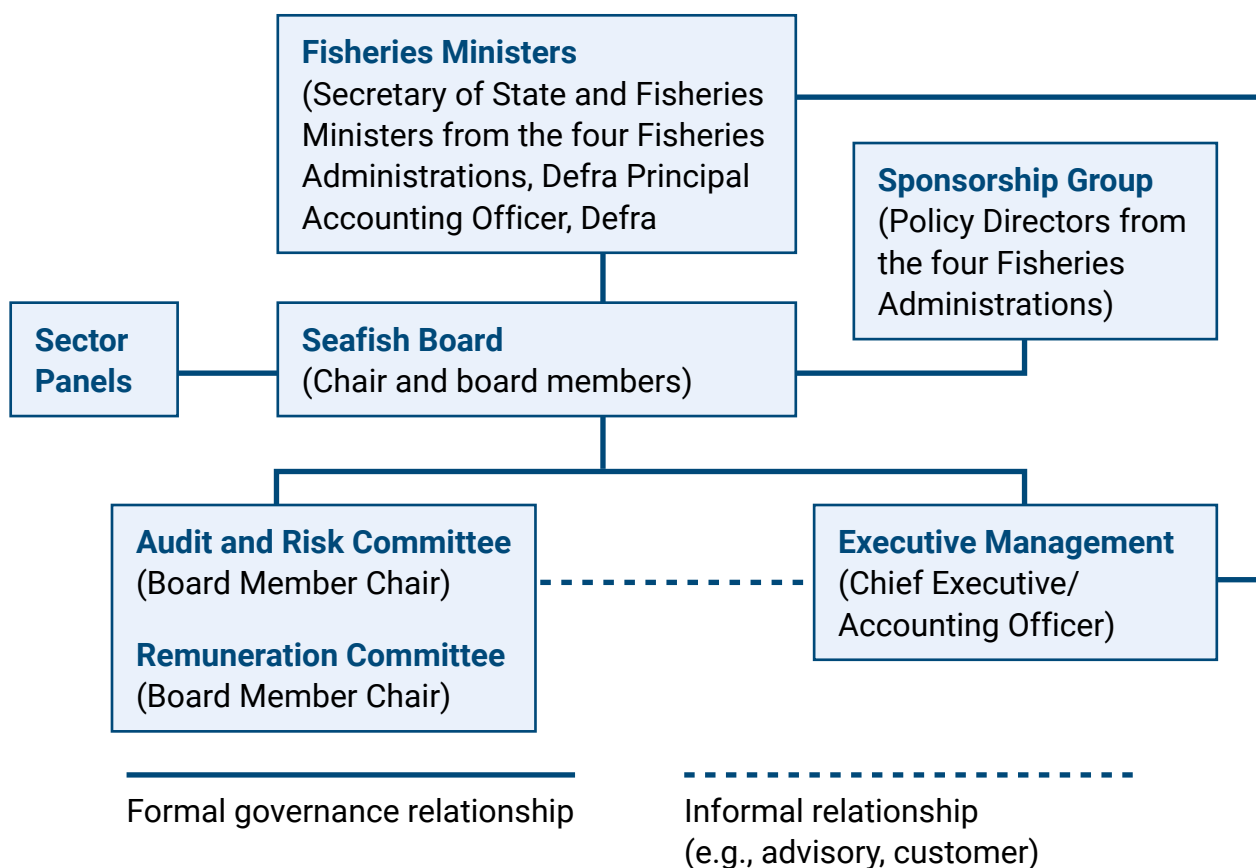 Fisheries Ministers
(Secretary of State and Fisheries
Ministers from the four Fisheries
Administrations, Defra Principal
Accounting Officer, Defra
Sponsorship Group
(Policy Directors from
the four Fisheries
Administrations)
Sector
Panels
Seafish Board
(Chair and board members)
Audit and Risk Committee
(Board Member Chair)
Remuneration Committee
(Board Member Chair)
Executive Management
(Chief Executive/
Accounting Officer)
Formal governance relationship
Informal relationship
(e.g., advisory, customer)